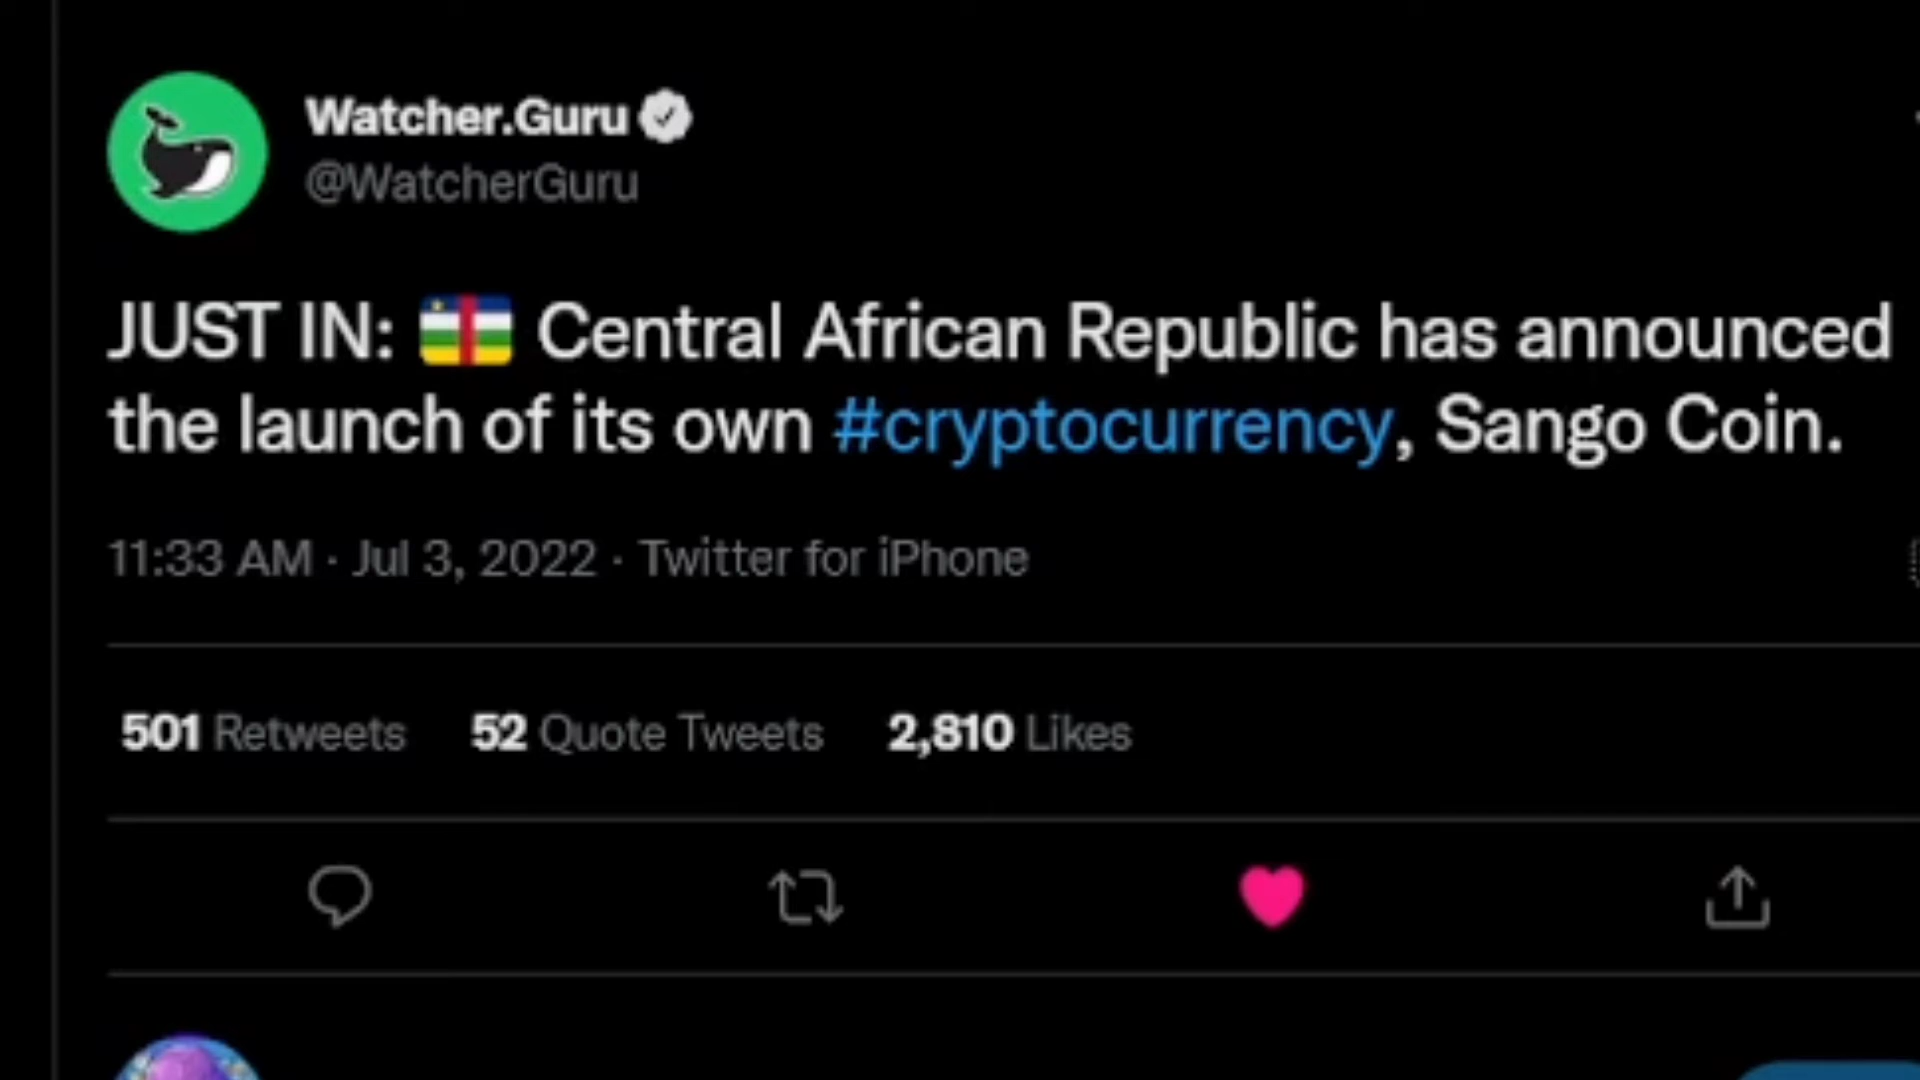 Watcher.Guru
@WatcherGuru
JUST IN: 🇨🇫 Central African Republic has announced
the launch of its own #cryptocurrency, Sango Coin.
11:33 AM · Jul 3, 2022 · Twitter for iPhone
501 Retweets 52 Quote Tweets 2,810 Likes